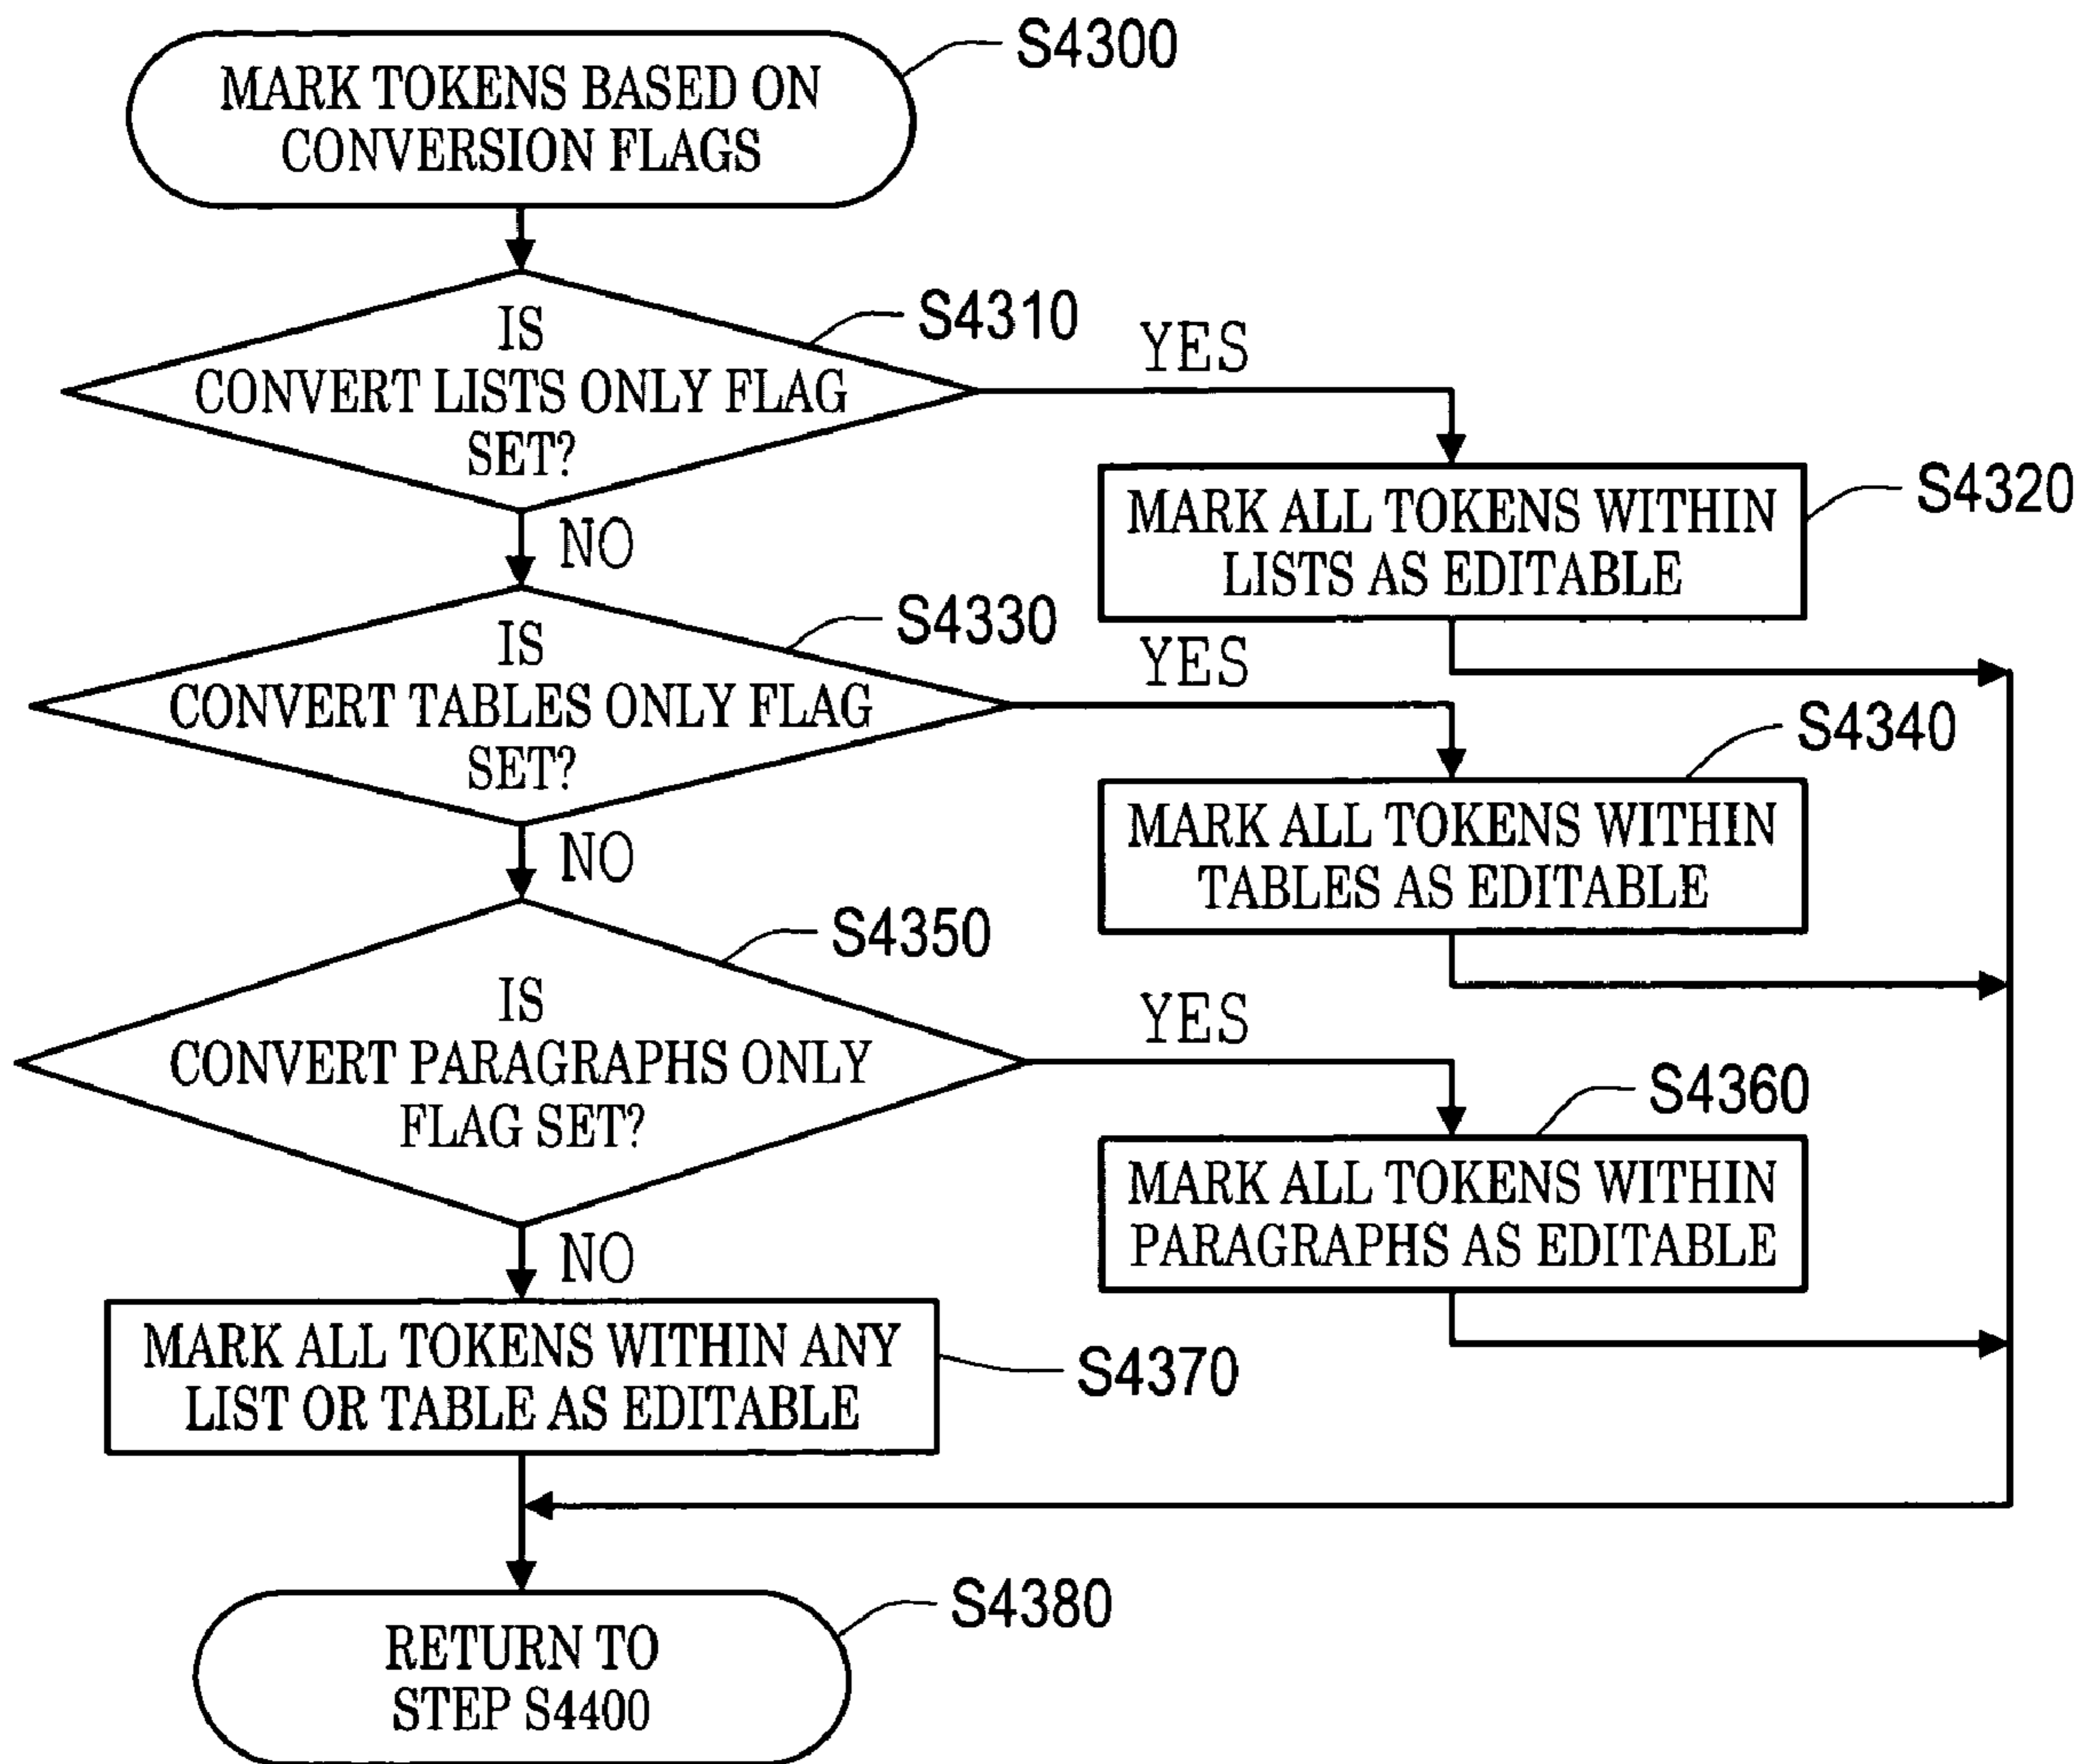 MARK TOKENS BASED ON
CONVERSION FLAGS
S4300
IS
CONVERT LISTS ONLY FLAG
SET?
S4310
YES
NO
MARK ALL TOKENS WITHIN
LISTS AS EDITABLE
S4320
IS
CONVERT TABLES ONLY FLAG
SET?
S4330
YES
NO
MARK ALL TOKENS WITHIN
TABLES AS EDITABLE
S4340
IS
CONVERT PARAGRAPHS ONLY
FLAG SET?
S4350
YES
NO
MARK ALL TOKENS WITHIN
PARAGRAPHS AS EDITABLE
S4360
MARK ALL TOKENS WITHIN ANY
LIST OR TABLE AS EDITABLE
S4370
RETURN TO
STEP S4400
S4380